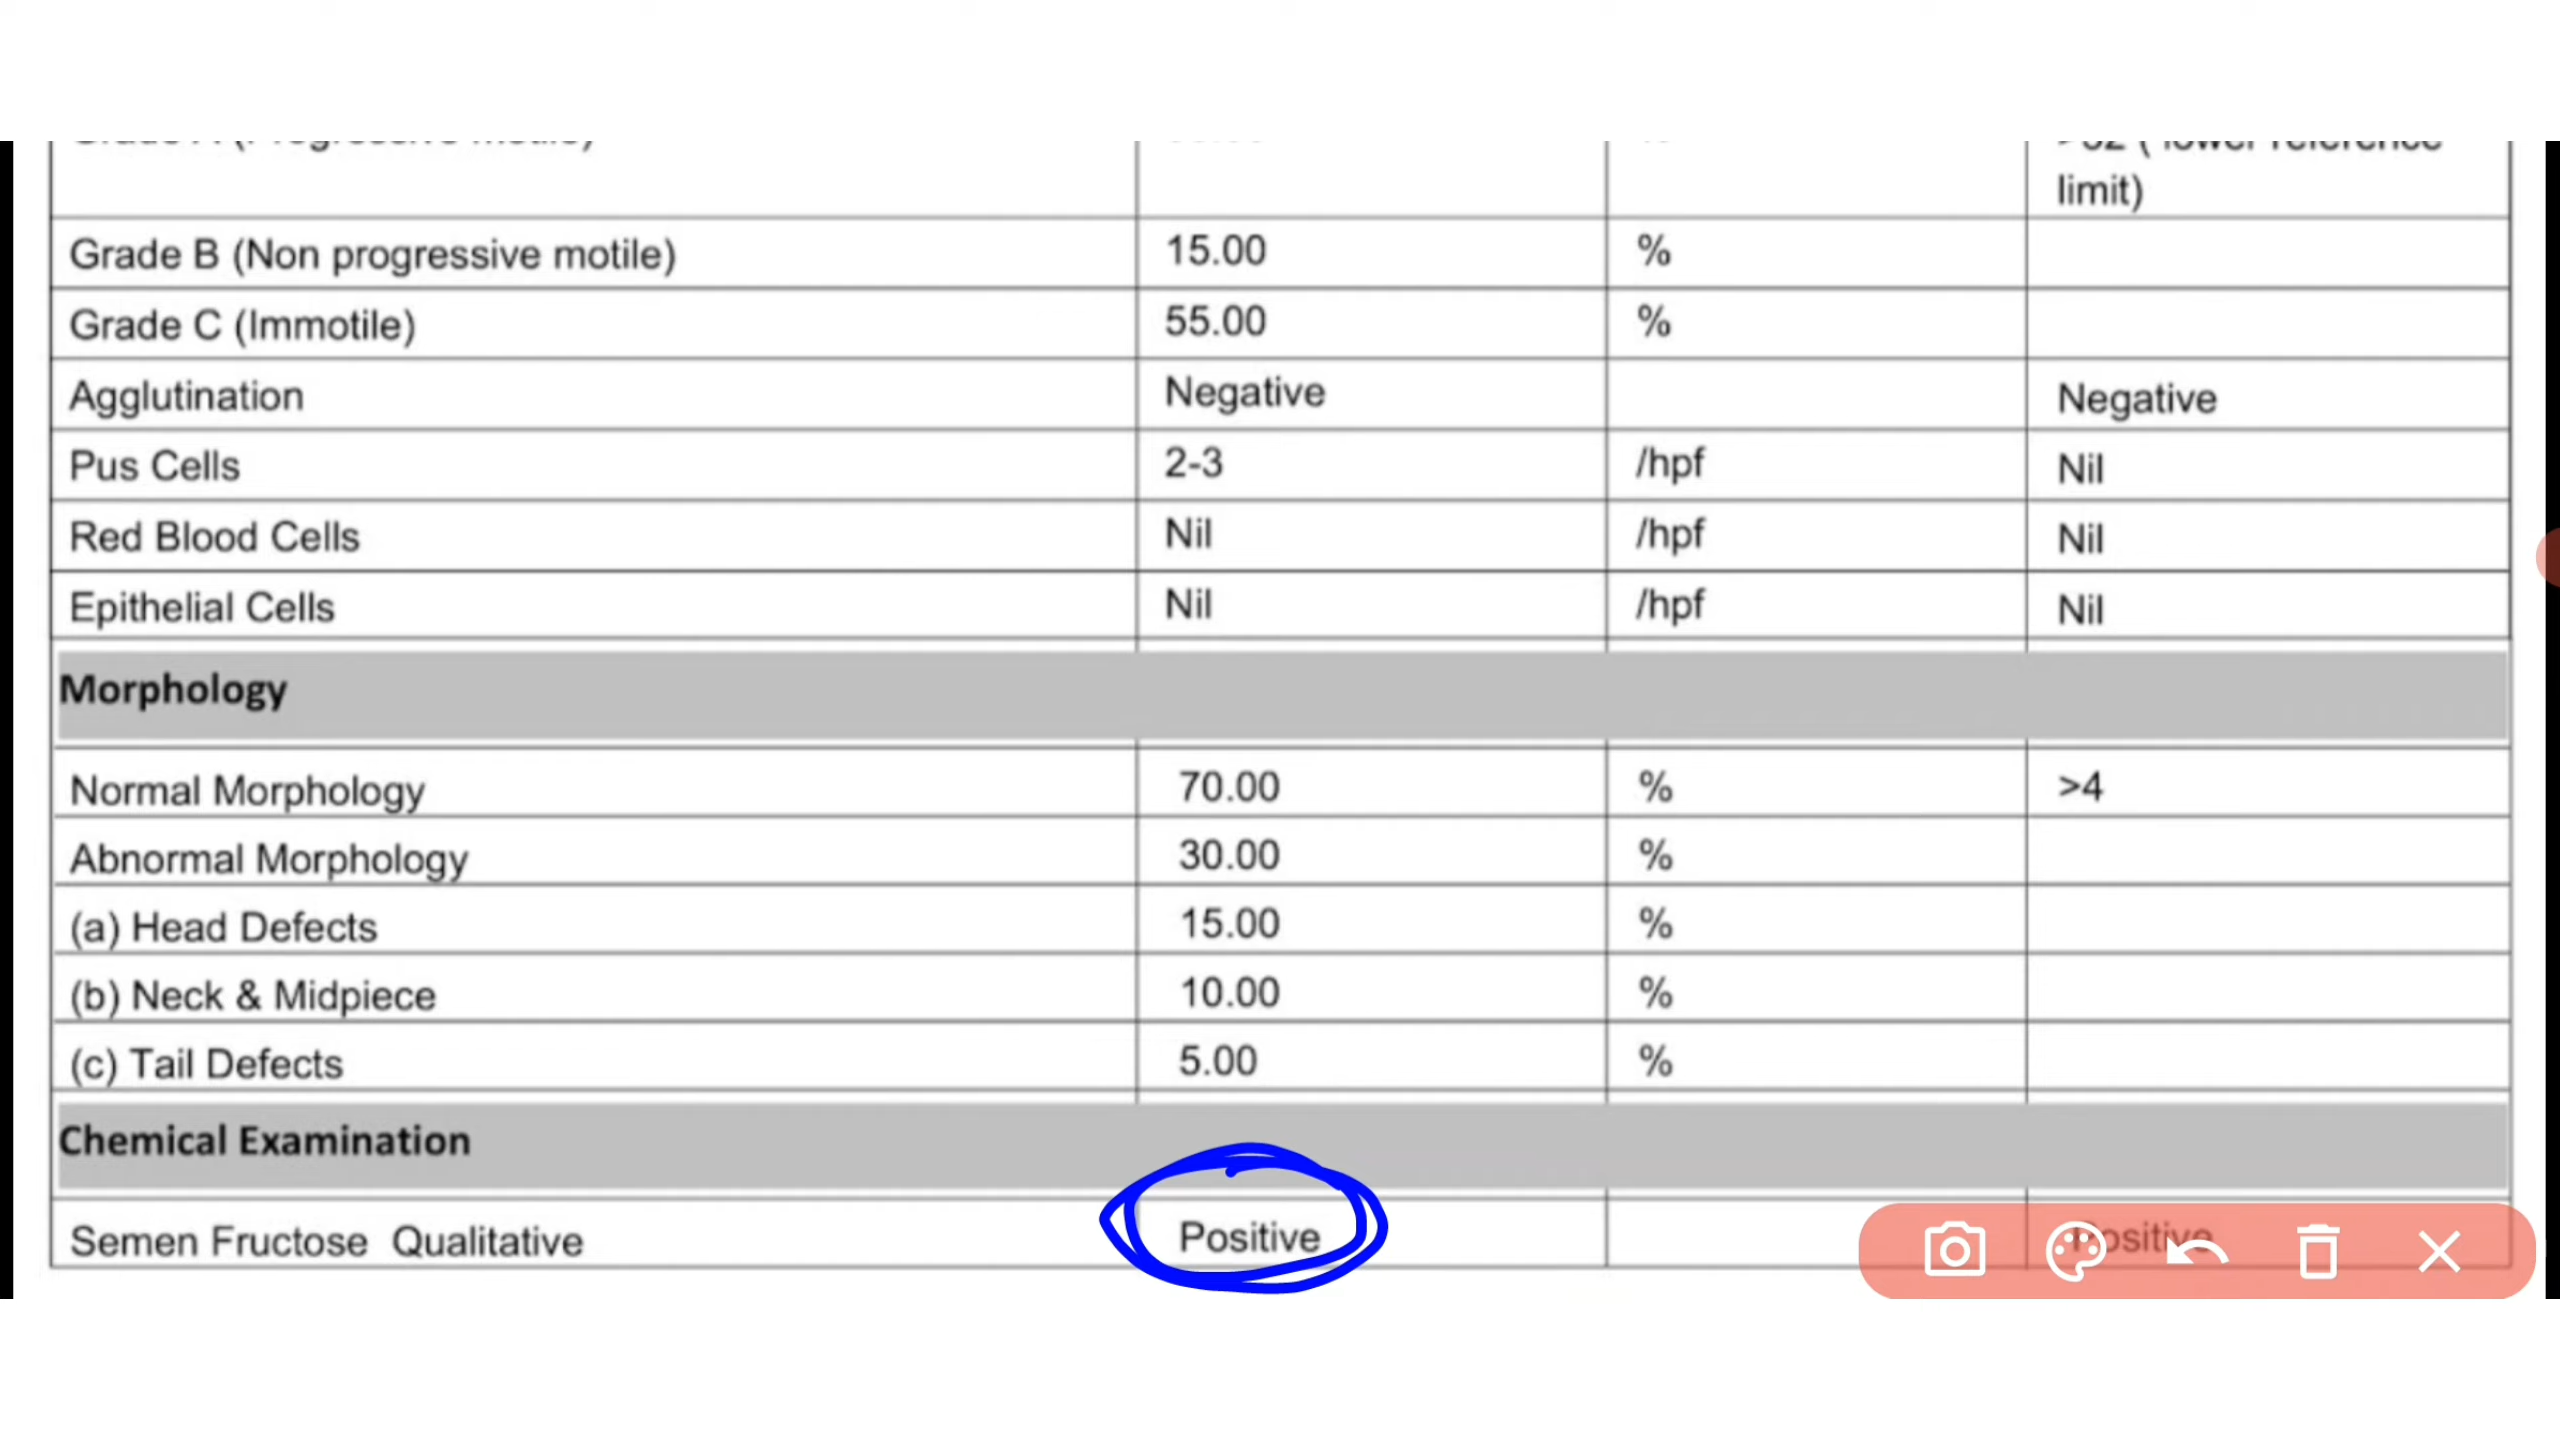 limit)
Grade B (Non progressive motile) 15.00 %
Grade C (Immotile) 55.00 %
Agglutination Negative Negative
Pus Cells 2-3 /hpf Nil
Red Blood Cells Nil /hpf Nil
Epithelial Cells Nil /hpf Nil
Morphology
Normal Morphology 70.00 % >4
Abnormal Morphology 30.00 %
(a) Head Defects 15.00 %
(b) Neck & Midpiece 10.00 %
(c) Tail Defects 5.00 %
Chemical Examination
Semen Fructose Qualitative Positive Positive